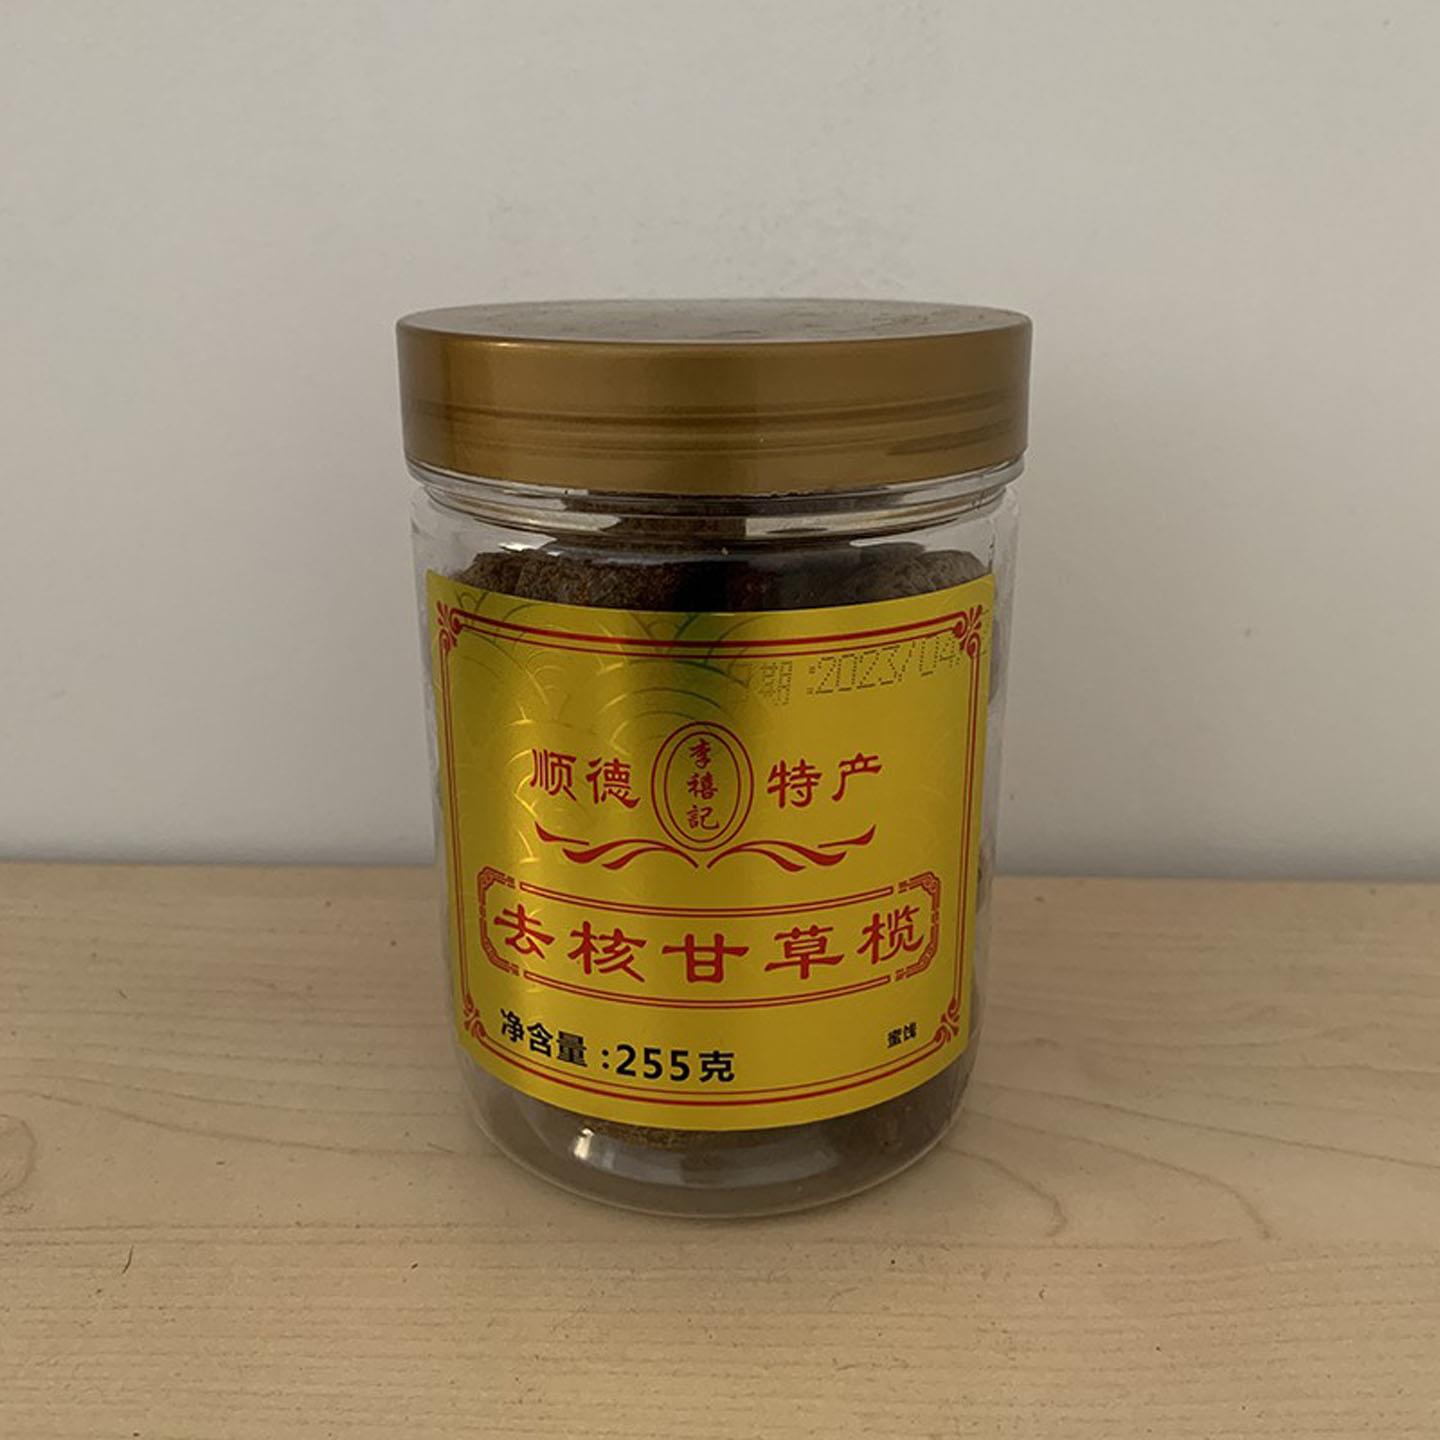 期:2023/04/
顺德 李禧記 特产
去核甘草榄
净含量:255克
蜜饯